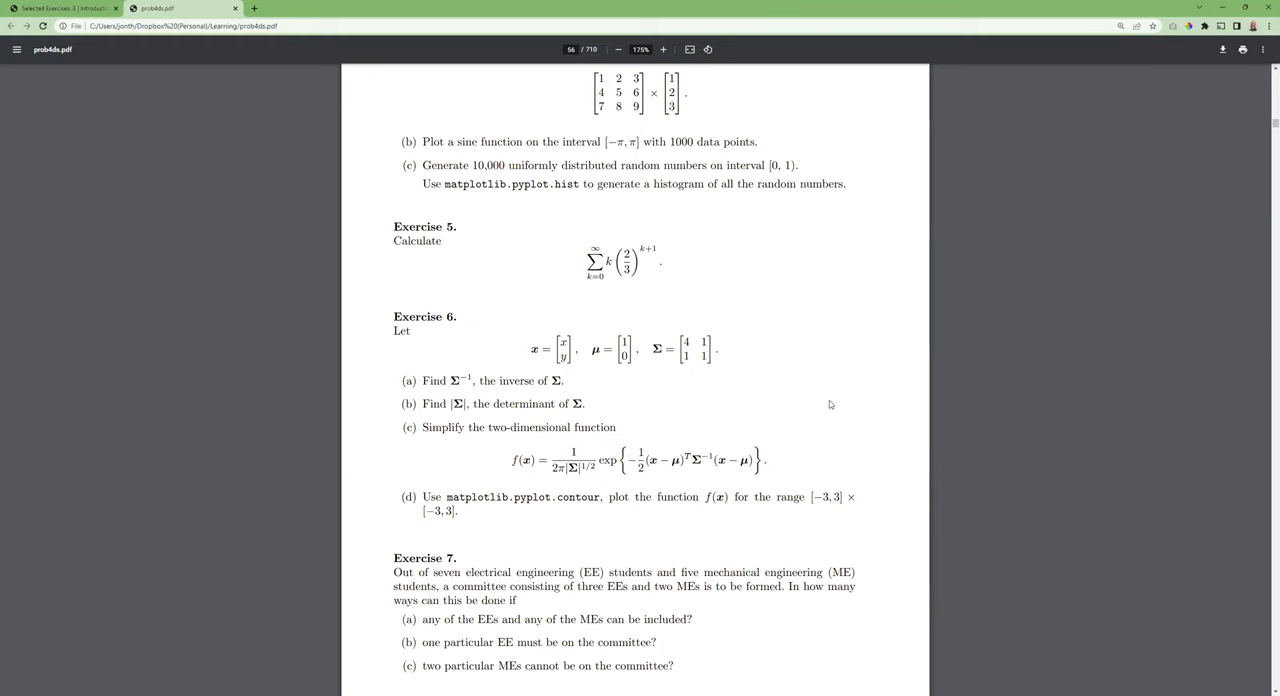 Selected Exercises: 3 | Introducti
prob4ds.pdf
File | C:/Users/jonth/Dropbox%20(Personal)/Learning/prob4ds.pdf
prob4ds.pdf
56 / 710
175%
[1 2 3; 4 5 6; 7 8 9] × [1; 2; 3].
(b) Plot a sine function on the interval [−π, π] with 1000 data points.
(c) Generate 10,000 uniformly distributed random numbers on interval [0, 1).
Use matplotlib.pyplot.hist to generate a histogram of all the random numbers.
Exercise 5.
Calculate
∑_{k=0}^{∞} k (2/3)^{k+1}.
Exercise 6.
Let
x = [x; y], μ = [1; 0], Σ = [4 1; 1 1].
(a) Find Σ^{−1}, the inverse of Σ.
(b) Find |Σ|, the determinant of Σ.
(c) Simplify the two-dimensional function
f(x) = 1/(2π|Σ|^{1/2}) exp{−1/2 (x − μ)^T Σ^{−1}(x − μ)}.
(d) Use matplotlib.pyplot.contour, plot the function f(x) for the range [−3, 3] ×
[−3, 3].
Exercise 7.
Out of seven electrical engineering (EE) students and five mechanical engineering (ME)
students, a committee consisting of three EEs and two MEs is to be formed. In how many
ways can this be done if
(a) any of the EEs and any of the MEs can be included?
(b) one particular EE must be on the committee?
(c) two particular MEs cannot be on the committee?